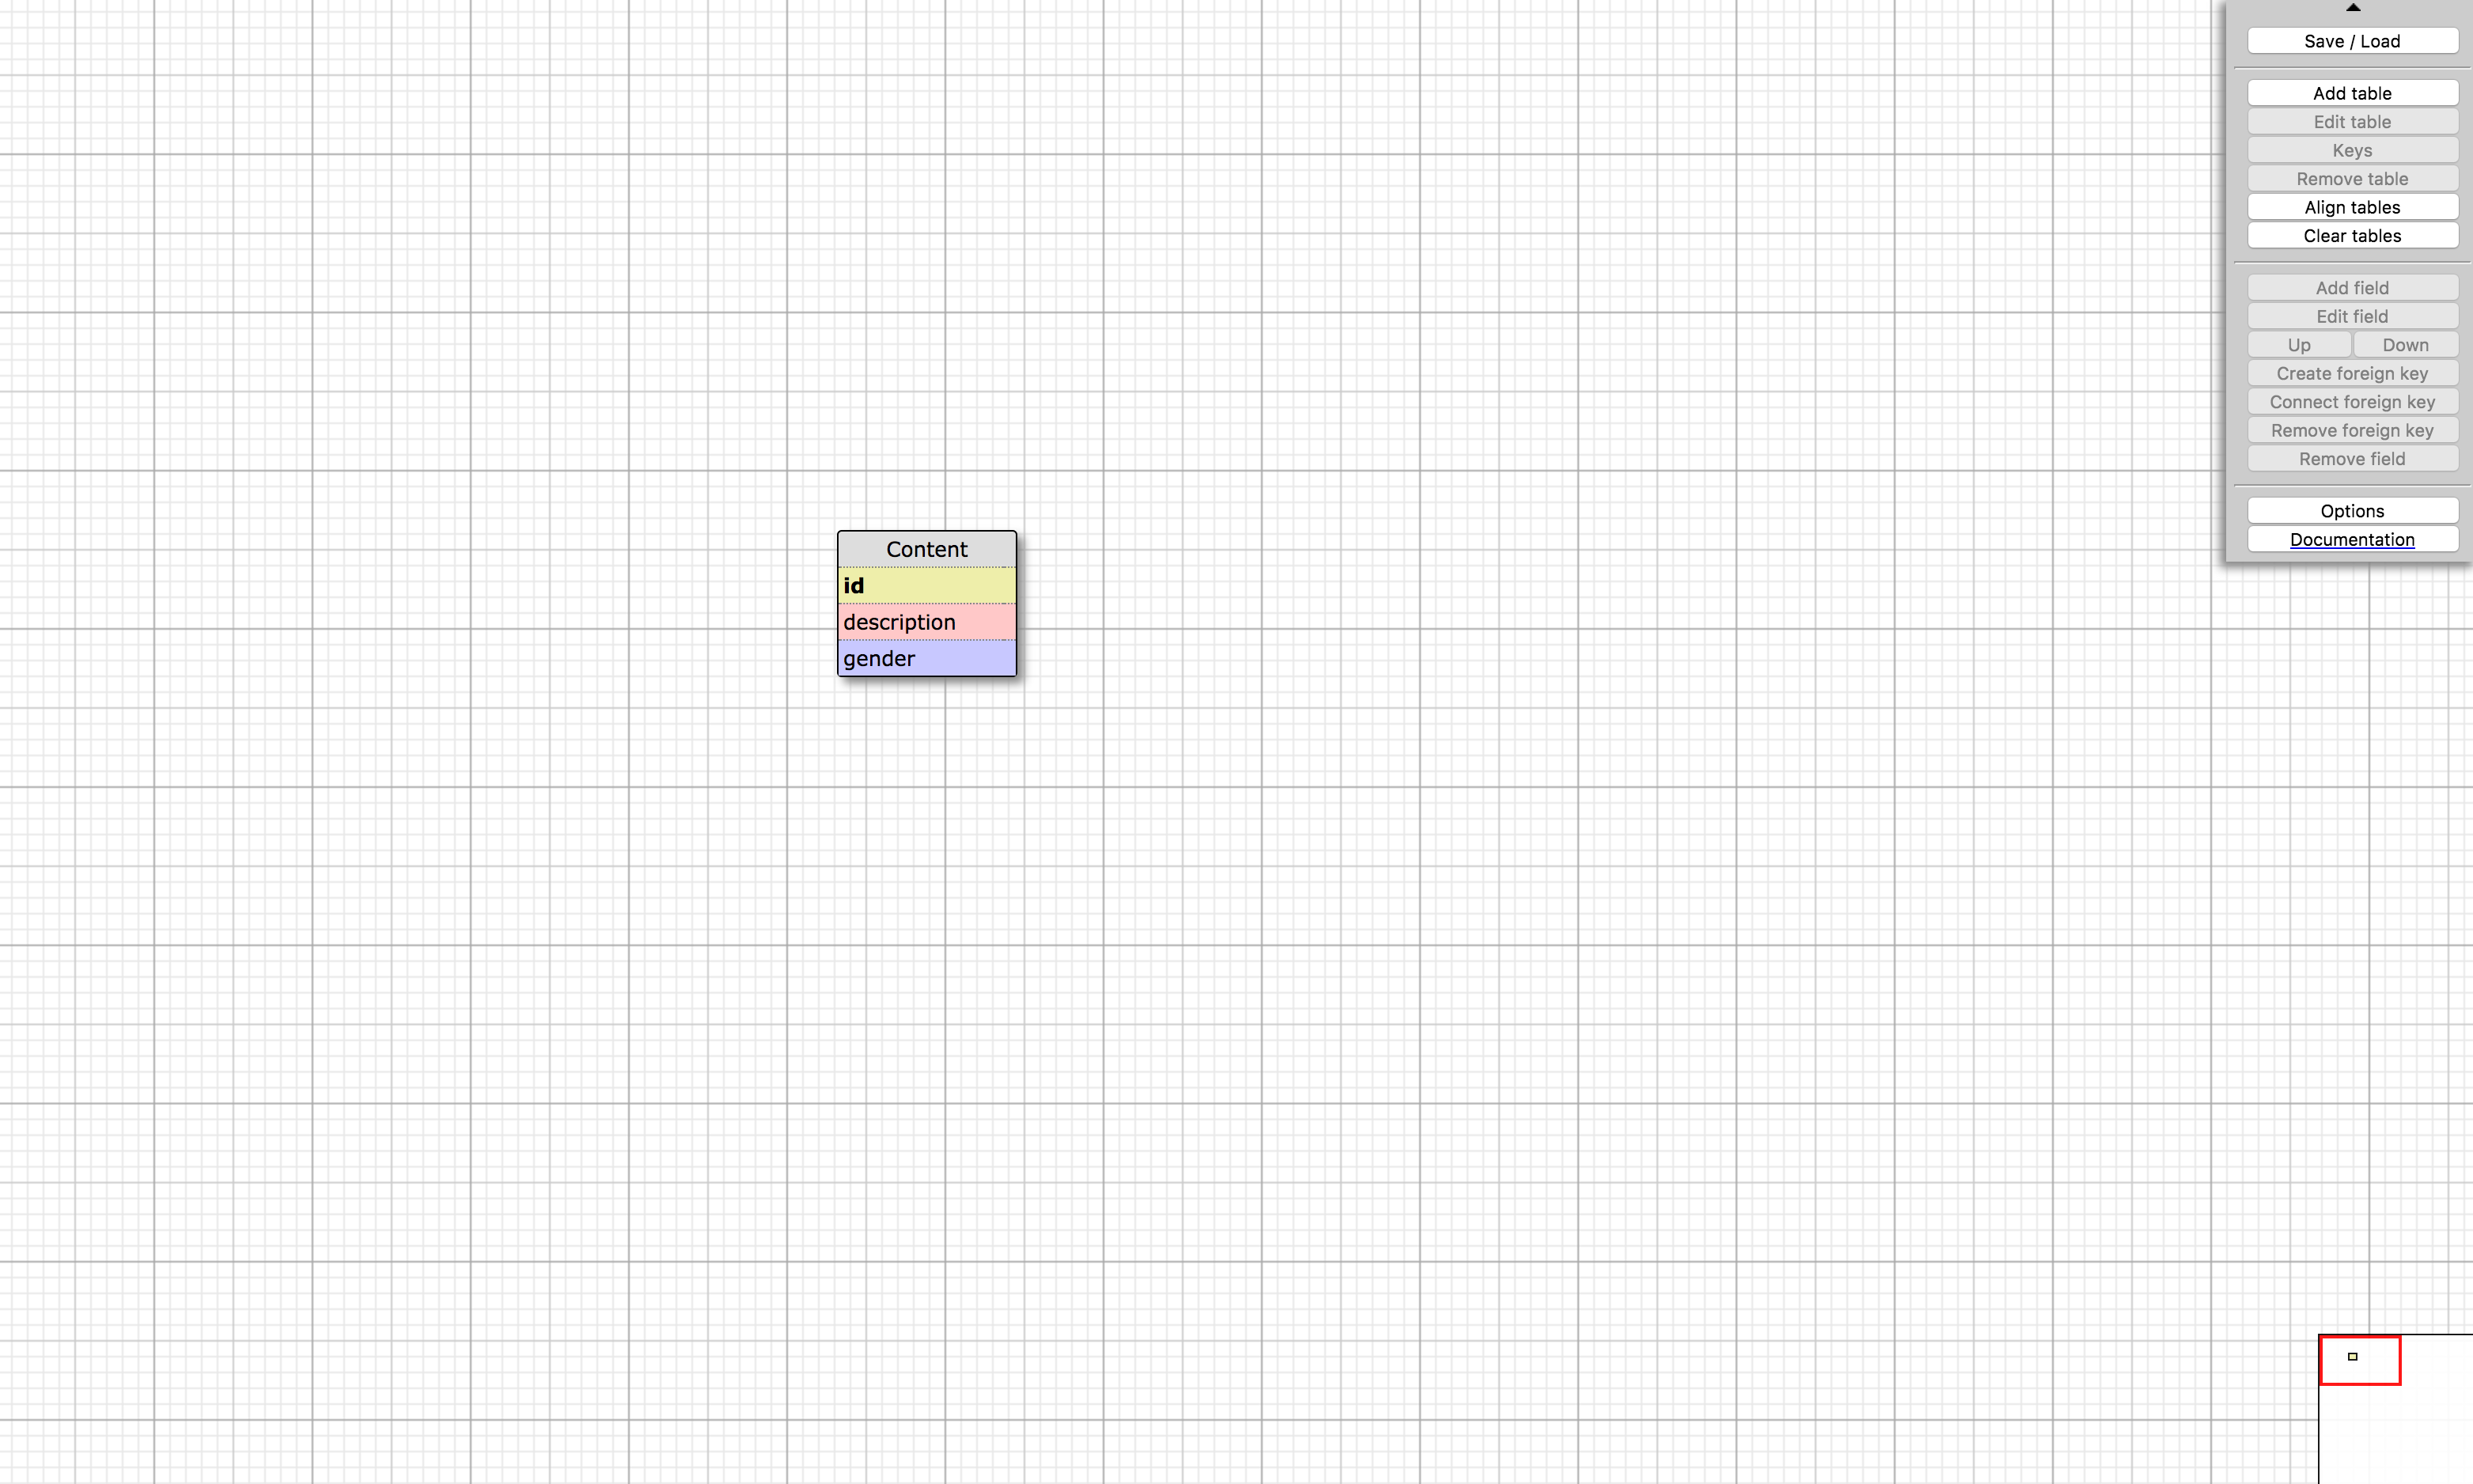 Save / Load
Add table
Edit table
Keys
Remove table
Align tables
Clear tables
Add field
Edit field
Up Down
Create foreign key
Connect foreign key
Remove foreign key
Remove field
Options
Documentation
Content
id
description
gender